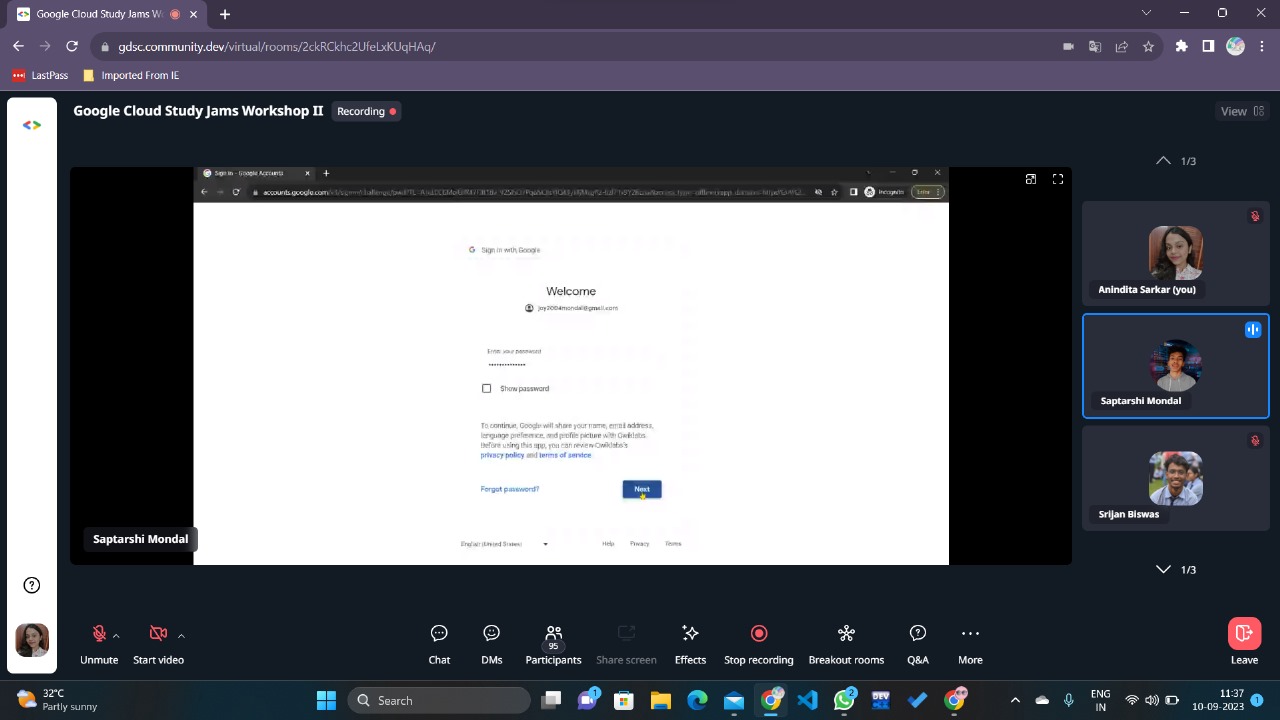 Google Cloud Study Jams W
gdsc.community.dev/virtual/rooms/2ckRCkhc2UfeLxKUqHAq/
LastPass
Imported From IE
Google Cloud Study Jams Workshop II
Recording
View
1/3
Sign in - Google Accounts
accounts.google.com
Incognito
Error
Sign in with Google
Welcome
joy2004mondal@gmail.com
Enter your password
Show password
To continue, Google will share your name, email address,
language preference, and profile picture with Qwiklabs.
Before using this app, you can review Qwiklabs's
privacy policy and terms of service.
Forgot password?
Next
English (United States)
Help
Privacy
Terms
Saptarshi Mondal
Anindita Sarkar (you)
Saptarshi Mondal
Biswas
1/3
Unmute
Start video
Chat
DMs
95
Participants
Share screen
Effects
Stop recording
Breakout rooms
Q&A
More
Leave
32°C
Partly sunny
Search
1
2
DEV
ENG
IN
11:37
10-09-2023
1